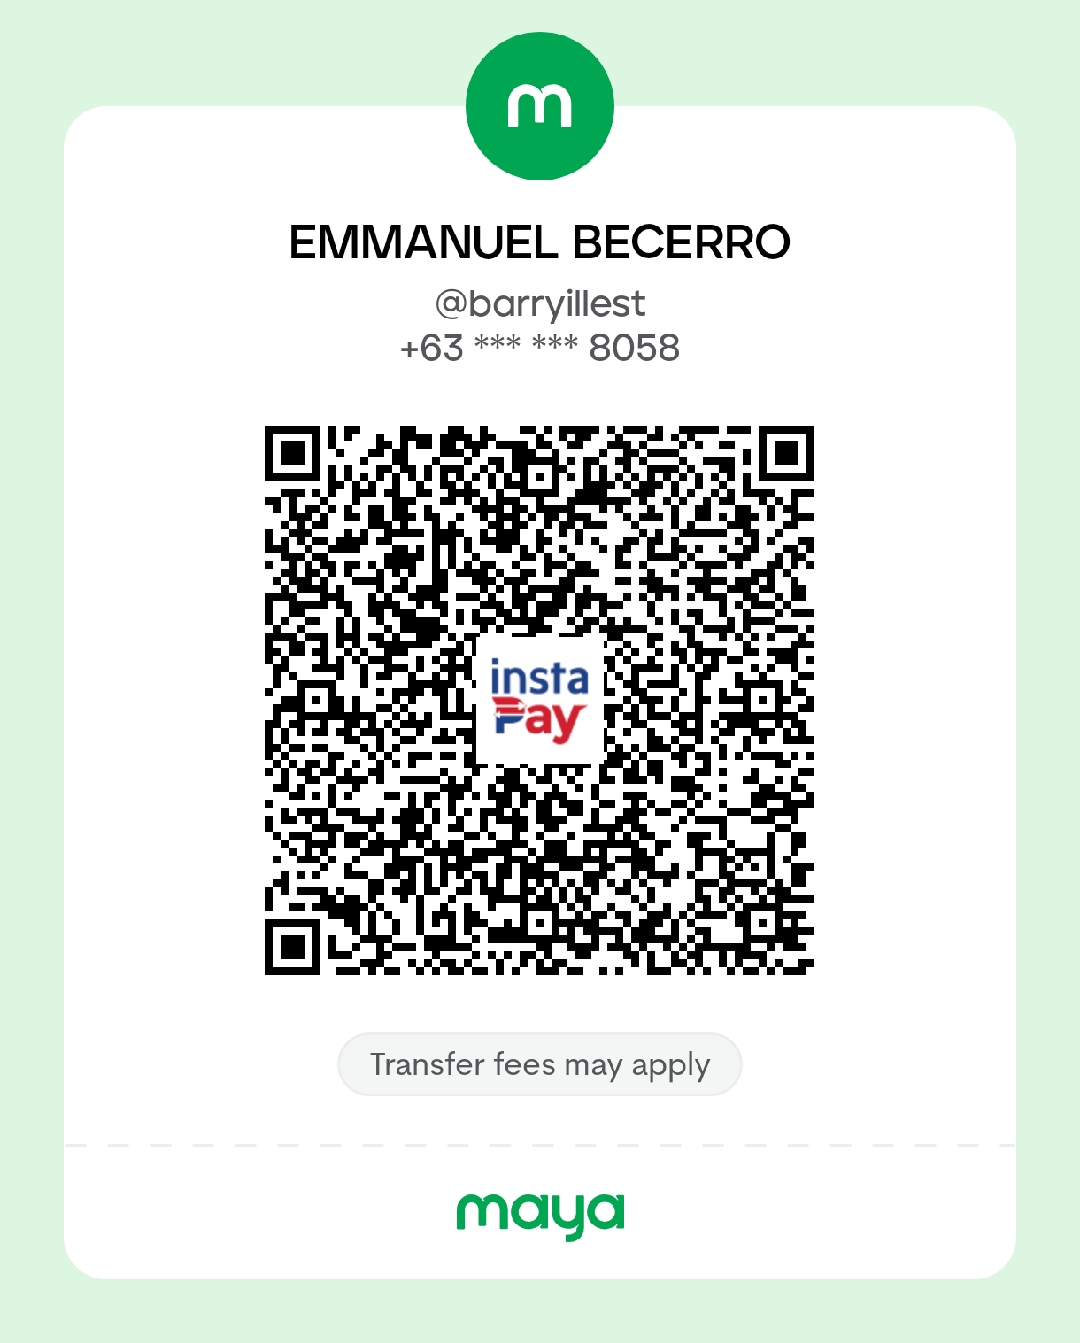 m
EMMANUEL BECERRO
@barryillest
+63 *** *** 8058
insta
Pay
Transfer fees may apply
maya